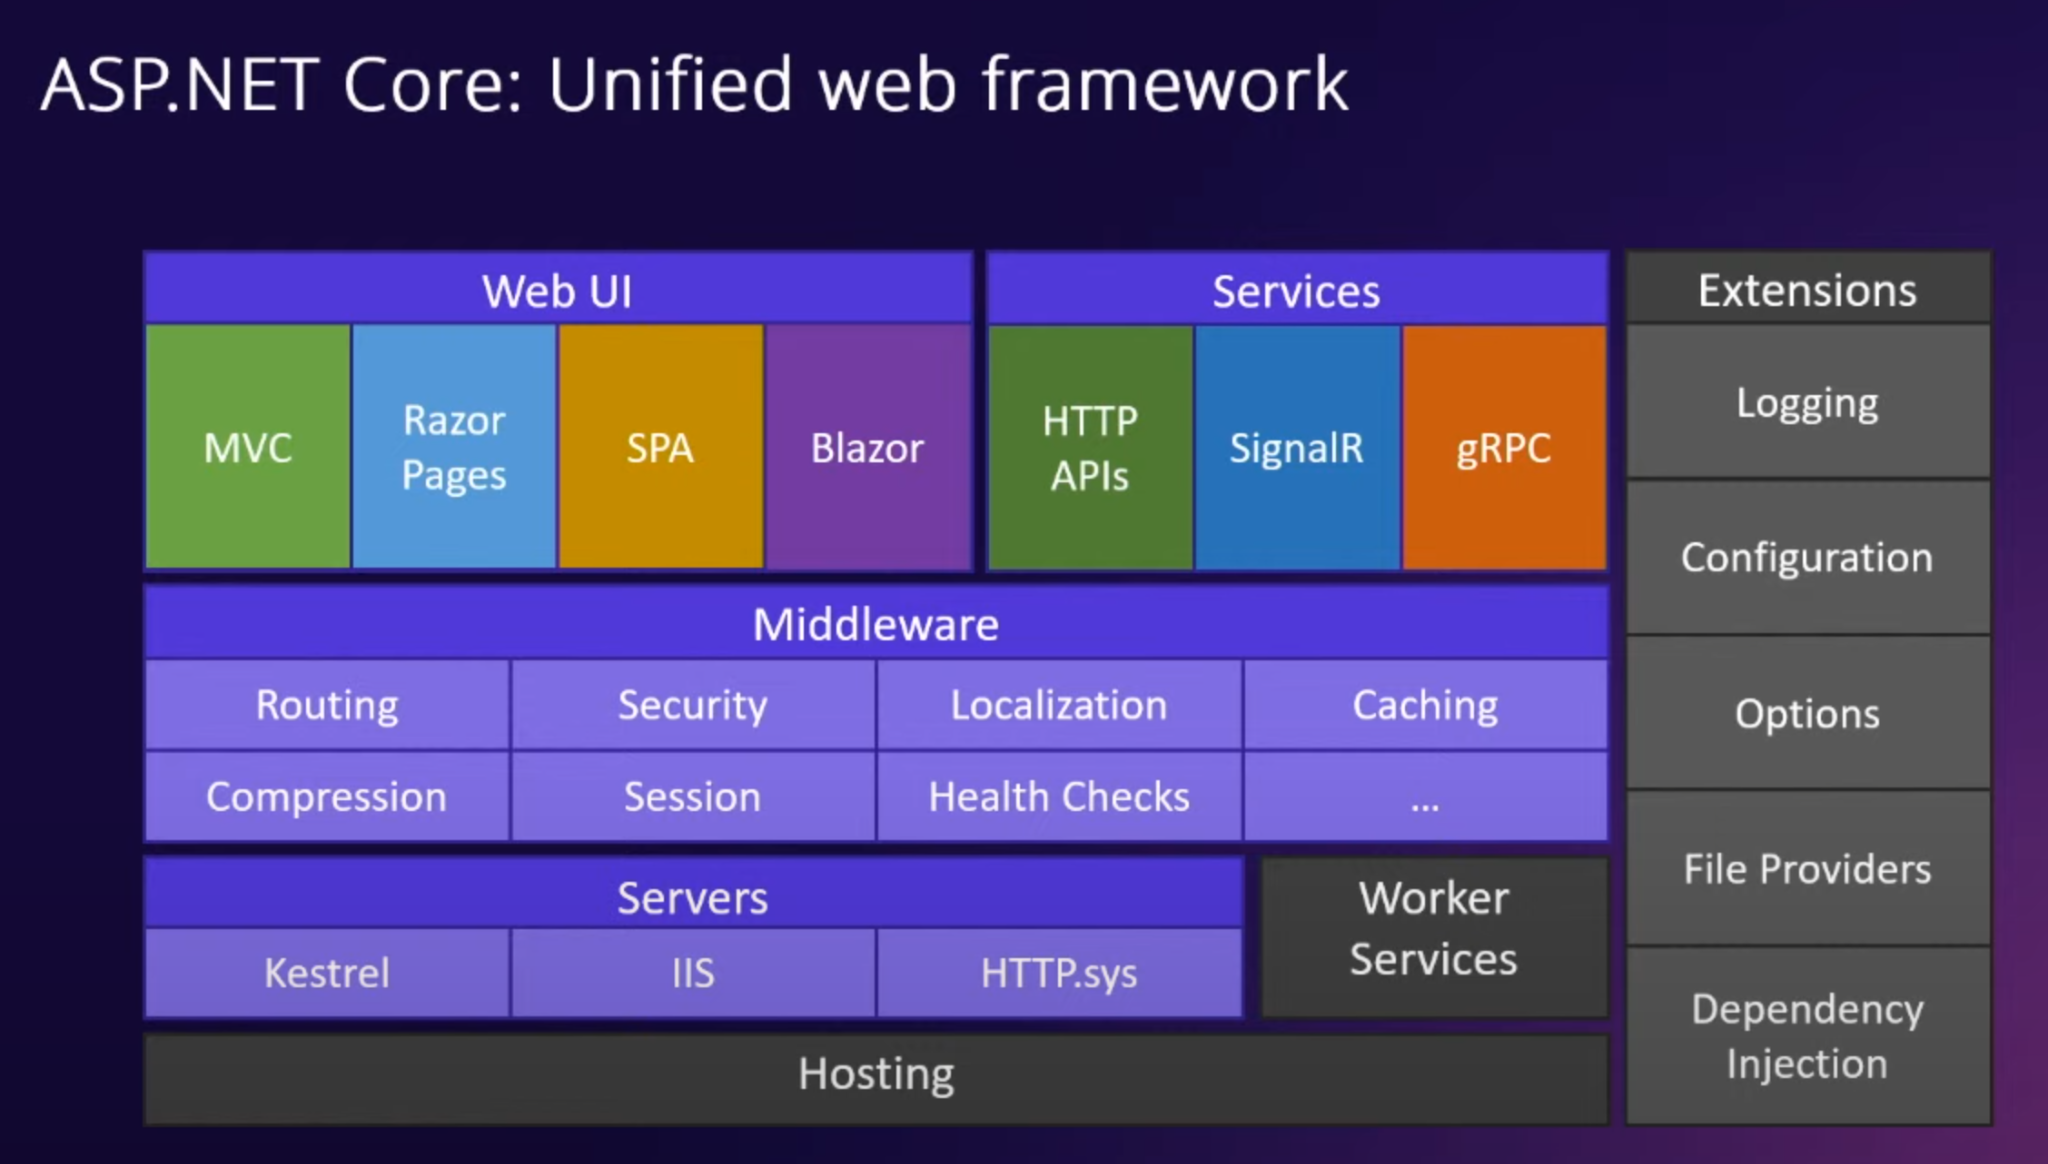 ASP.NET Core: Unified web framework
Web UI
MVC
Razor
Pages
SPA
Blazor
Services
HTTP
APIs
SignalR
gRPC
Middleware
Routing
Security
Localization
Caching
Compression
Session
Health Checks
...
Servers
Kestrel
IIS
HTTP.sys
Worker
Services
Hosting
Extensions
Logging
Configuration
Options
File Providers
Dependency
Injection